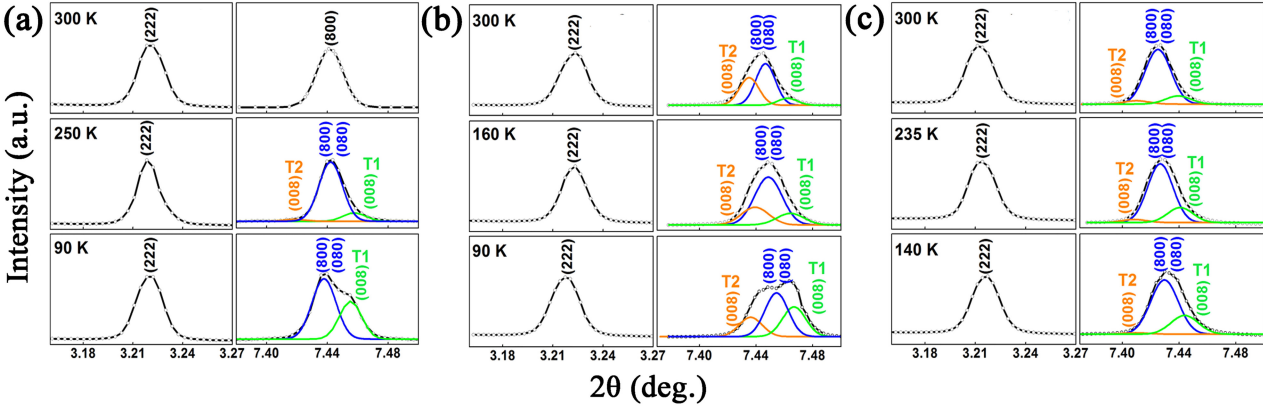 (a)
300 K
(222)
(800)
250 K
(222)
T2
(008)
(800)
(080)
T1
(008)
90 K
(222)
(800)
(080)
T1
(008)
3.18 3.21 3.24 3.27
7.40 7.44 7.48
(b)
300 K
(222)
T2
(008)
(800)
(080)
T1
(008)
160 K
(222)
T2
(008)
(800)
(080)
T1
(008)
90 K
(222)
T2
(008)
(800)
(080)
T1
(008)
3.18 3.21 3.24 3.27
7.40 7.44 7.48
(c)
300 K
(222)
T2
(008)
(800)
(080)
T1
(008)
235 K
(222)
T2
(008)
(800)
(080)
T1
(008)
140 K
(222)
T2
(008)
(800)
(080)
T1
(008)
3.18 3.21 3.24 3.27
7.40 7.44 7.48
Intensity (a.u.)
2θ (deg.)